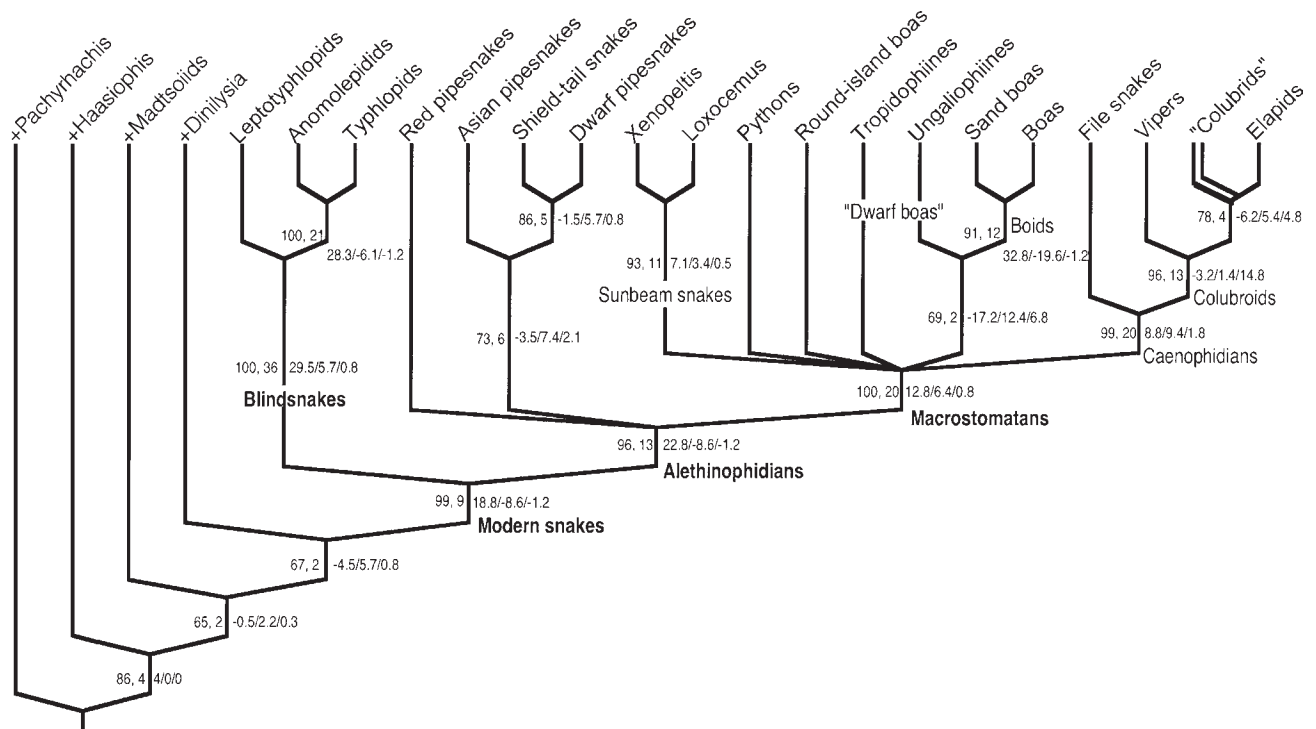 +Pachyrhachis
+Haasiophis
+Madtsoiids
+Dinilysia
Leptotyphlopids
Anomolepidids
Typhlopids
Red pipesnakes
Asian pipesnakes
Shield-tail snakes
Dwarf pipesnakes
Xenopeltis
Loxocemus
Pythons
Round-island boas
Tropidophiines
Ungaliophiines
Sand boas
Boas
File snakes
Vipers
"Colubrids"
Elapids
"Dwarf boas"
86, 5 -1.5/5.7/0.8
78, 4 -6.2/5.4/4.8
100, 21
28.3/-6.1/-1.2
91, 12
Boids
32.8/-19.6/-1.2
93, 11 7.1/3.4/0.5
Sunbeam snakes
96, 13 -3.2/1.4/14.8
Colubroids
73, 6 -3.5/7.4/2.1
69, 2 -17.2/12.4/6.8
99, 20 8.8/9.4/1.8
Caenophidians
100, 36 29.5/5.7/0.8
Blindsnakes
100, 20 12.8/6.4/0.8
Macrostomatans
96, 13 22.8/-8.6/-1.2
Alethinophidians
99, 9 18.8/-8.6/-1.2
Modern snakes
67, 2 -4.5/5.7/0.8
65, 2 -0.5/2.2/0.3
86, 4 4/0/0